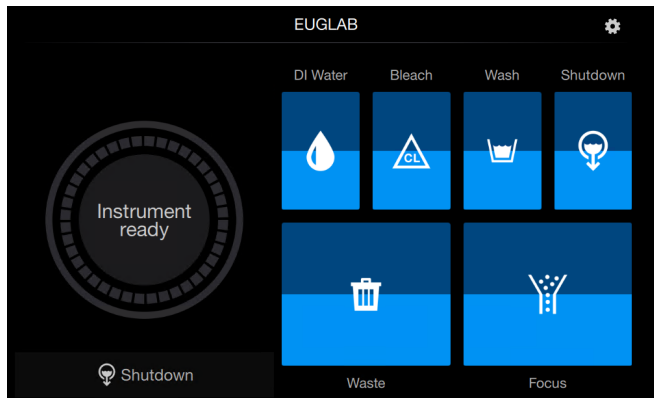 EUGLAB
DI Water
Bleach
Wash
Shutdown
CL
Instrument
ready
Shutdown
Waste
Focus